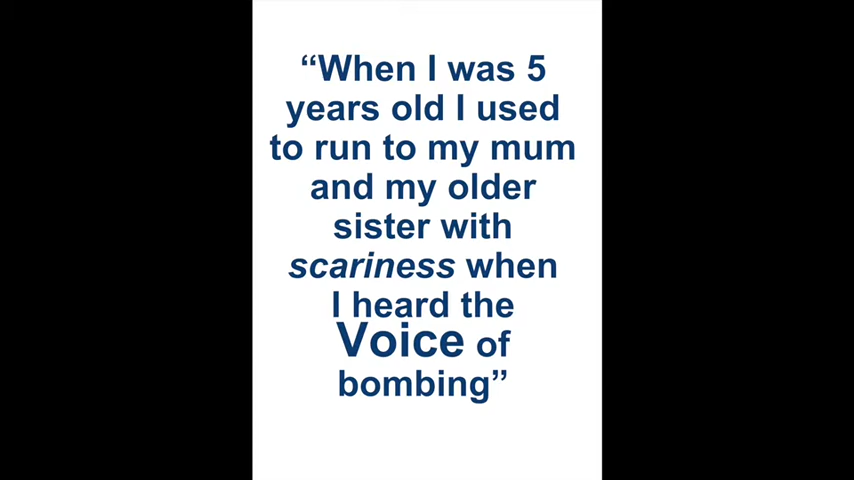 “When I was 5
years old I used
to run to my mum
and my older
sister with
scariness when
I heard the
Voice of
bombing”